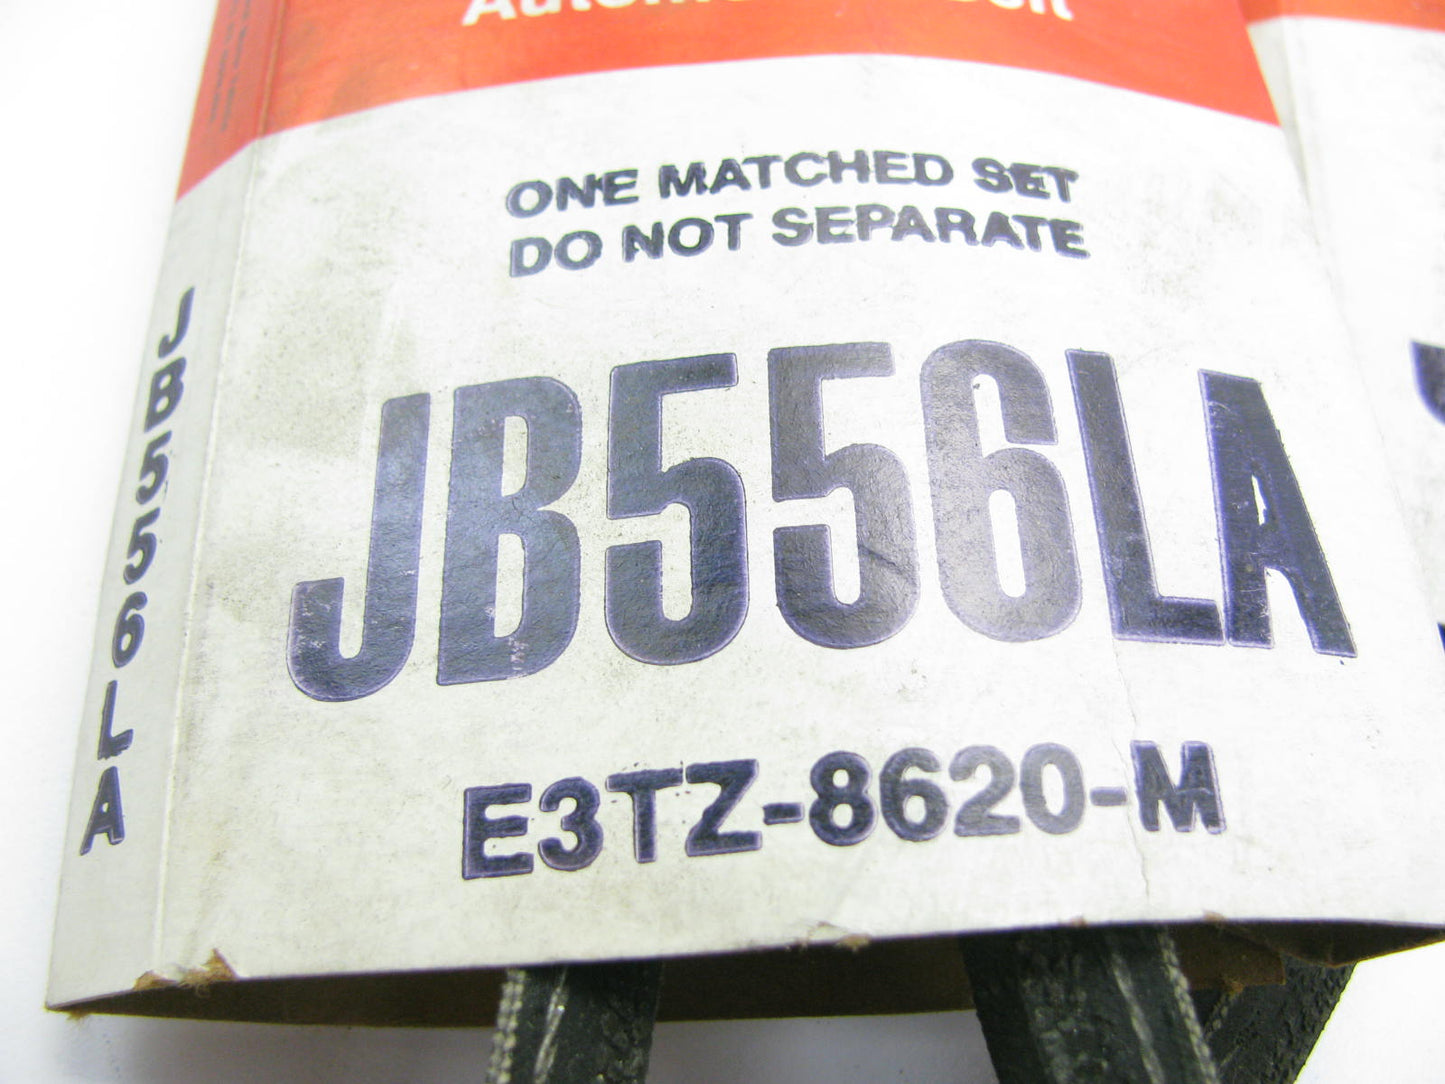 ONE MATCHED SET
DO NOT SEPARATE
JB556LA
E3TZ-8620-M
JB556LA